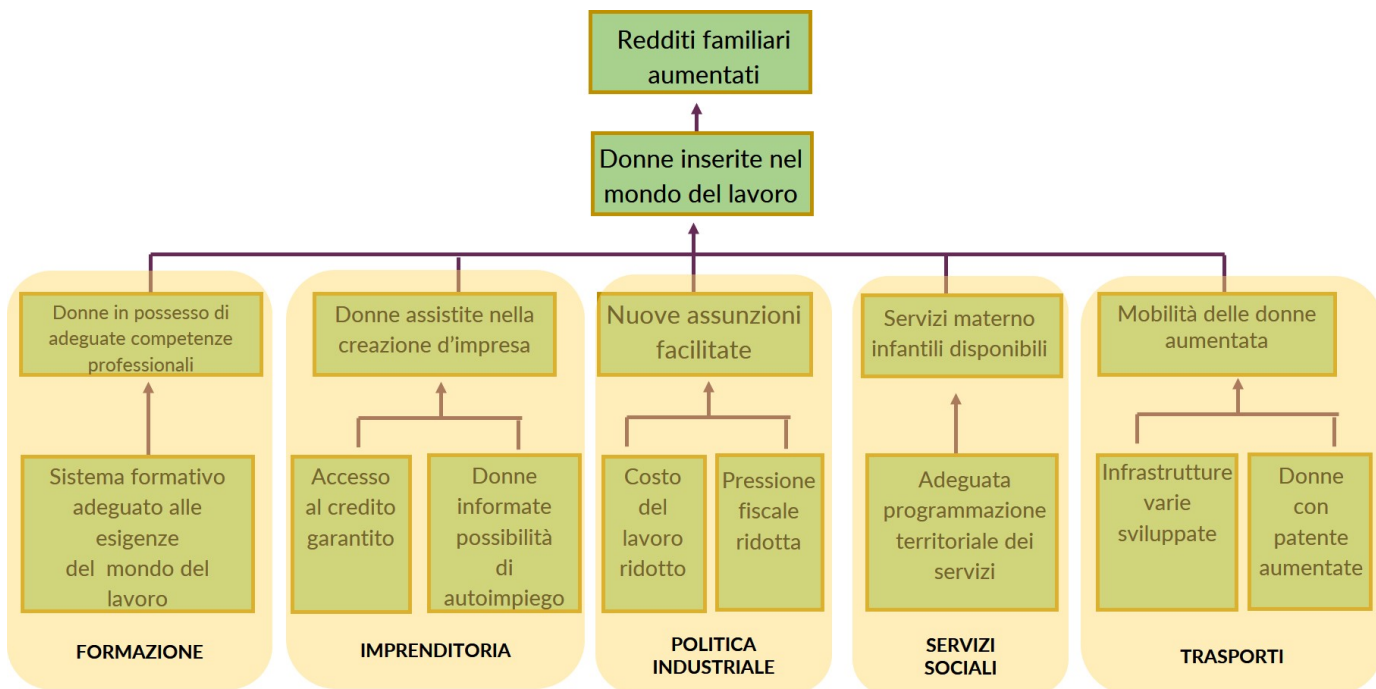 Redditi familiari
aumentati
Donne inserite nel
mondo del lavoro
Donne in possesso di
adeguate competenze
professionali
Donne assistite nella
creazione d'impresa
Nuove assunzioni
facilitate
Servizi materno
infantili disponibili
Mobilità delle donne
aumentata
Sistema formativo
adeguato alle
esigenze
del mondo del
lavoro
Accesso
al credito
garantito
Donne
informate
possibilità
di
autoimpiego
Costo
del
lavoro
ridotto
Pressione
fiscale
ridotta
Adeguata
programmazione
territoriale dei
servizi
Infrastrutture
varie
sviluppate
Donne
con
patente
aumentate
FORMAZIONE
IMPRENDITORIA
POLITICA
INDUSTRIALE
SERVIZI
SOCIALI
TRASPORTI